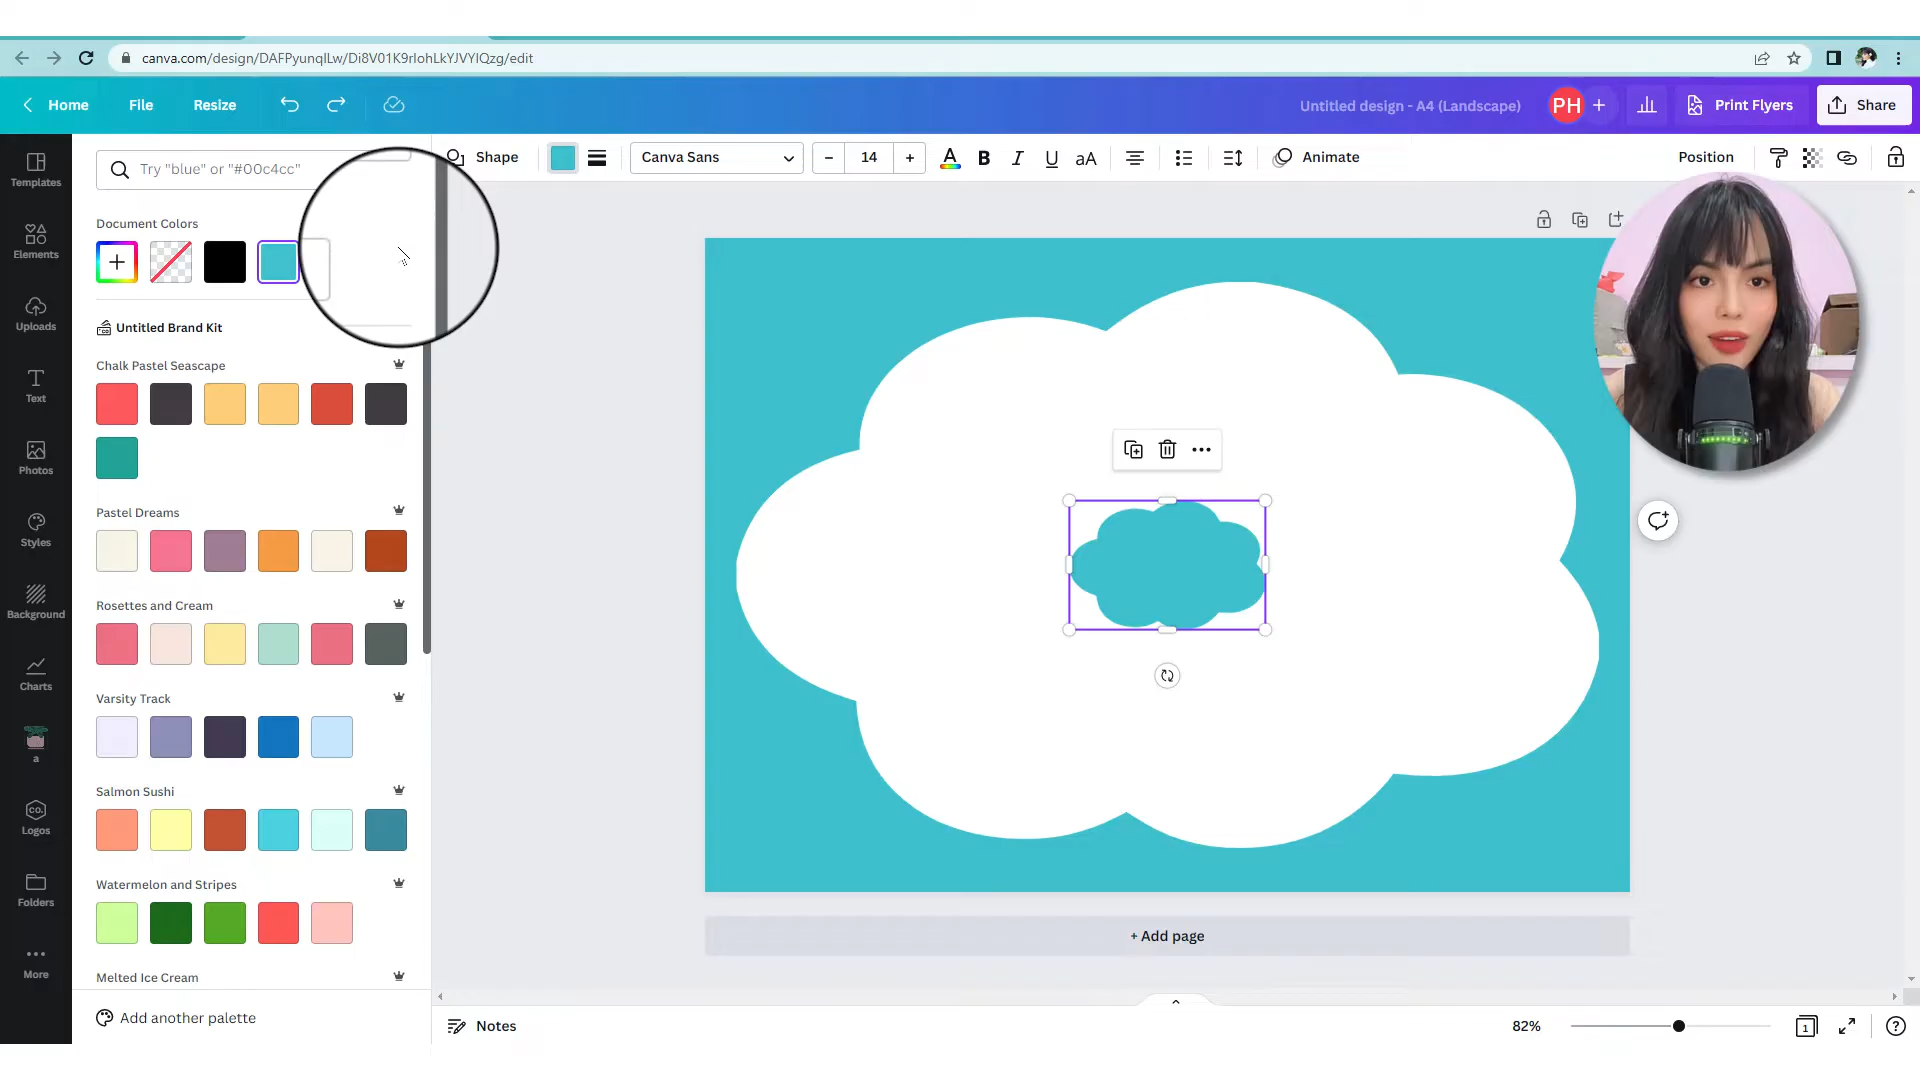 canva.com/design/DAFPyunqlLw/Di8V01K9rIohLkYJVYlQzg/edit
Home
File
Resize
Untitled design - A4 (Landscape)
PH
Print Flyers
Share
Try "blue" or "#00c4cc"
Shape
Canva Sans
14
A
B
I
U
aA
Animate
Position
Templates
Elements
Uploads
Text
Photos
Styles
Background
Charts
a
CO.
Logos
Folders
More
Document Colors
Untitled Brand Kit
Chalk Pastel Seascape
Pastel Dreams
Rosettes and Cream
Varsity Track
Salmon Sushi
Watermelon and Stripes
Melted Ice Cream
Add another palette
+ Add page
Notes
82%
1